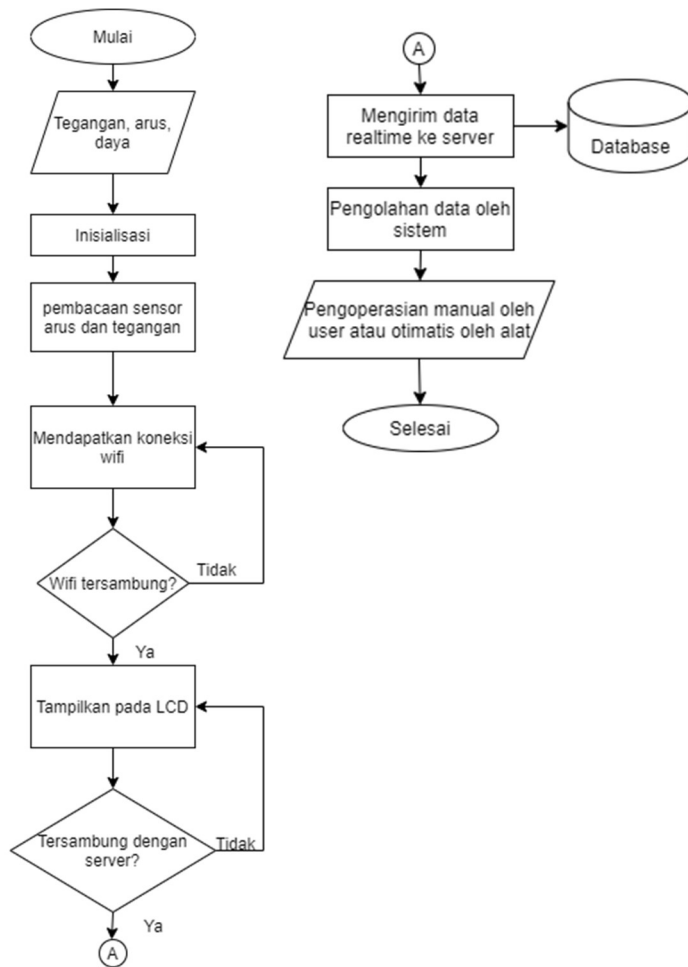 Mulai
Tegangan, arus,
daya
Inisialisasi
pembacaan sensor
arus dan tegangan
Mendapatkan koneksi
wifi
Wifi tersambung?
Tidak
Ya
Tampilkan pada LCD
Tersambung dengan
server?
Tidak
Ya
A
A
Mengirim data
realtime ke server
Database
Pengolahan data oleh
sistem
Pengoperasian manual oleh
user atau otimatis oleh alat
Selesai